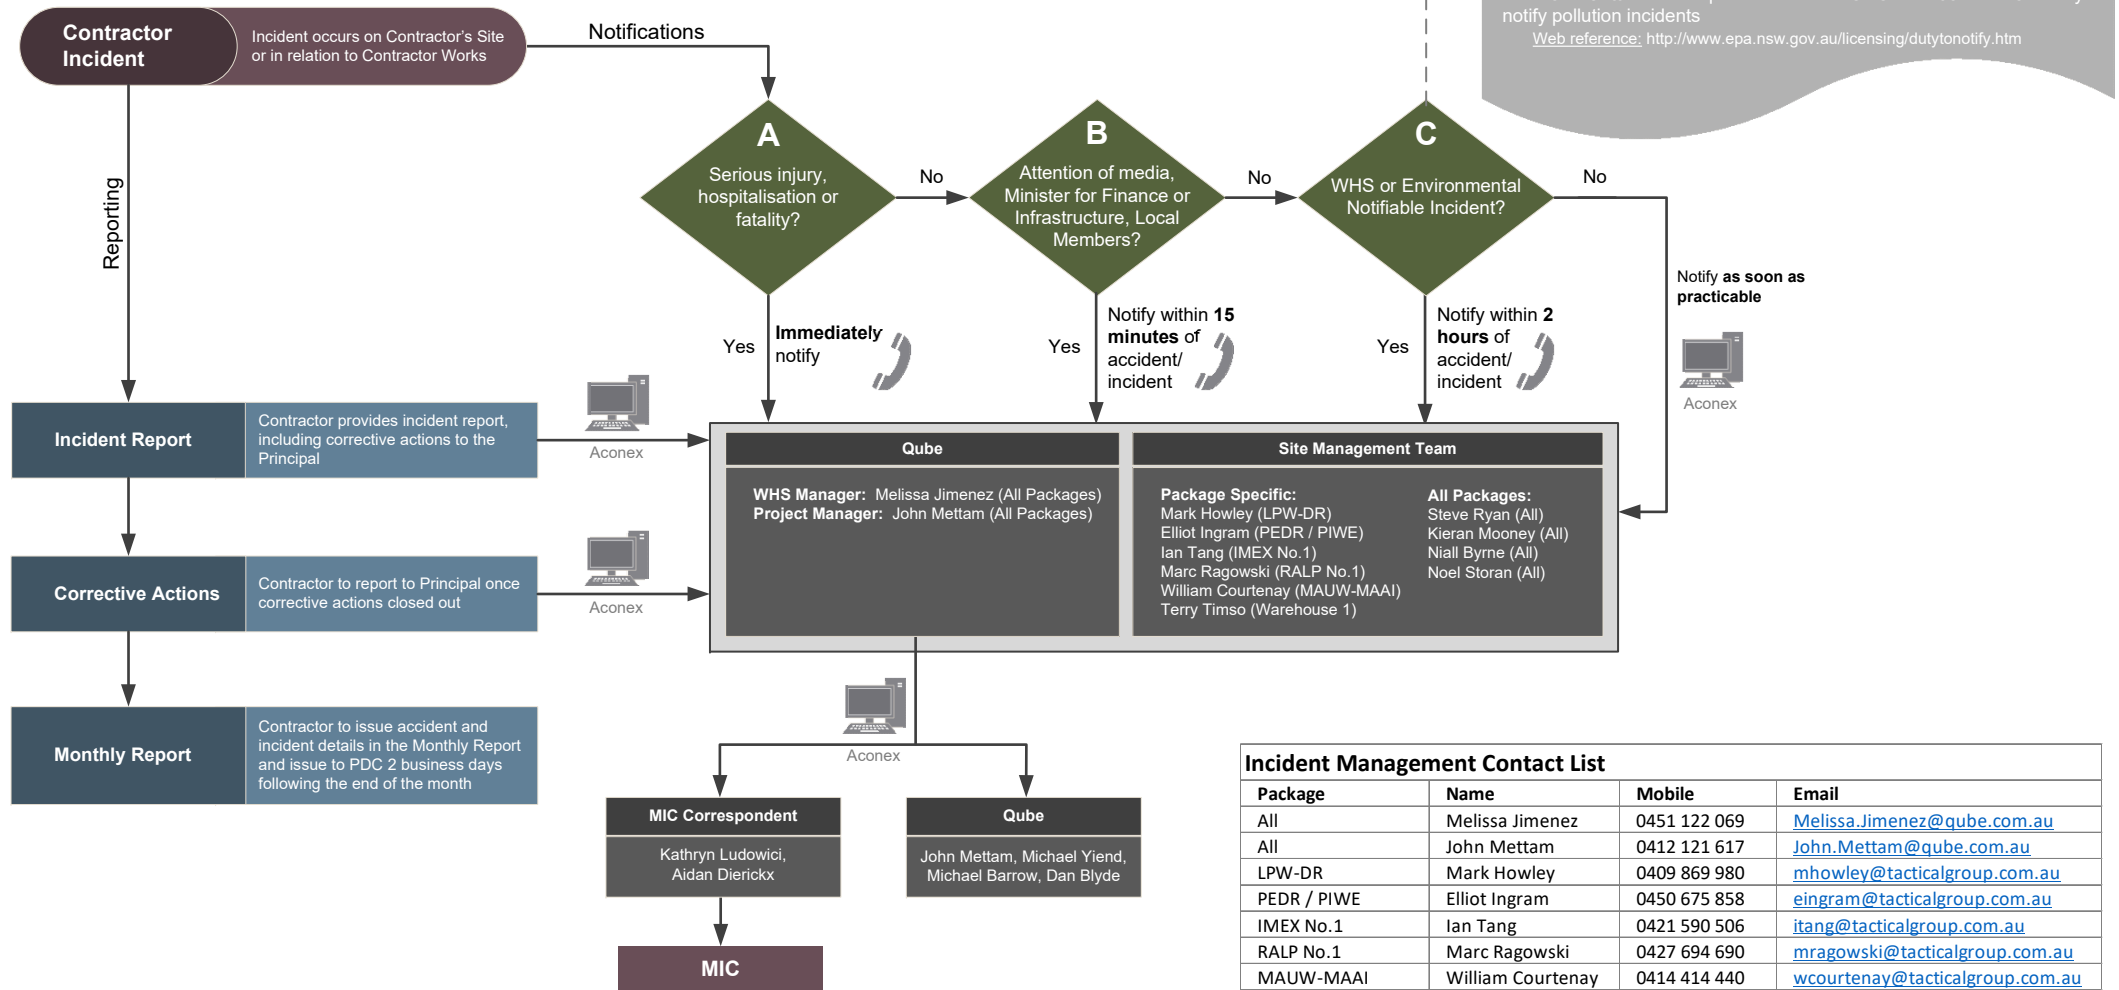 notify pollution incidents
Web reference: http://www.epa.nsw.gov.au/licensing/dutytonotify.htm
Contractor
Incident
Incident occurs on Contractor's Site
or in relation to Contractor Works
Notifications
Reporting
A
Serious injury,
hospitalisation or
fatality?
No
B
Attention of media,
Minister for Finance or
Infrastructure, Local
Members?
No
C
WHS or Environmental
Notifiable Incident?
No
Yes
Immediately
notify
Yes
Notify within 15
minutes of
accident/
incident
Yes
Notify within 2
hours of
accident/
incident
Notify as soon as
practicable
Aconex
Incident Report
Contractor provides incident report,
including corrective actions to the
Principal
Aconex
Corrective Actions
Contractor to report to Principal once
corrective actions closed out
Aconex
Monthly Report
Contractor to issue accident and
incident details in the Monthly Report
and issue to PDC 2 business days
following the end of the month
Qube
WHS Manager: Melissa Jimenez (All Packages)
Project Manager: John Mettam (All Packages)
Site Management Team
Package Specific:
Mark Howley (LPW-DR)
Elliot Ingram (PEDR / PIWE)
Ian Tang (IMEX No.1)
Marc Ragowski (RALP No.1)
William Courtenay (MAUW-MAAI)
Terry Timso (Warehouse 1)
All Packages:
Steve Ryan (All)
Kieran Mooney (All)
Niall Byrne (All)
Noel Storan (All)
Aconex
MIC Correspondent
Kathryn Ludowici,
Aidan Dierickx
Qube
John Mettam, Michael Yiend,
Michael Barrow, Dan Blyde
MIC
Incident Management Contact List
Package Name Mobile Email
All Melissa Jimenez 0451 122 069 Melissa.Jimenez@qube.com.au
All John Mettam 0412 121 617 John.Mettam@qube.com.au
LPW-DR Mark Howley 0409 869 980 mhowley@tacticalgroup.com.au
PEDR / PIWE Elliot Ingram 0450 675 858 eingram@tacticalgroup.com.au
IMEX No.1 Ian Tang 0421 590 506 itang@tacticalgroup.com.au
RALP No.1 Marc Ragowski 0427 694 690 mragowski@tacticalgroup.com.au
MAUW-MAAI William Courtenay 0414 414 440 wcourtenay@tacticalgroup.com.au